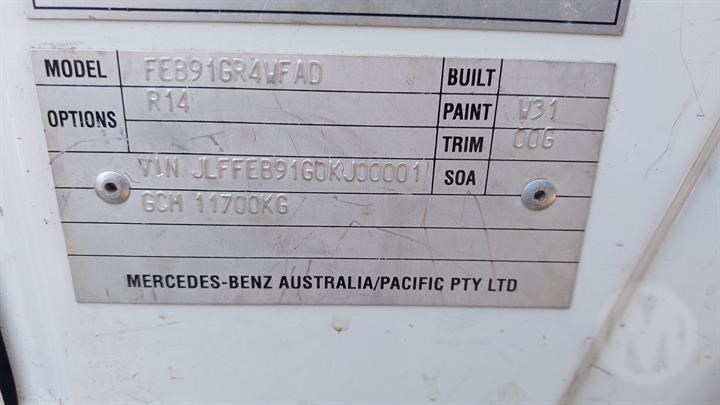 MODEL FEB91GR4WFAD BUILT
OPTIONS R14 PAINT W31
TRIM 00G
VIN JLFFEB91G0KJ00001 SOA
GCM 11700KG
MERCEDES-BENZ AUSTRALIA/PACIFIC PTY LTD
M